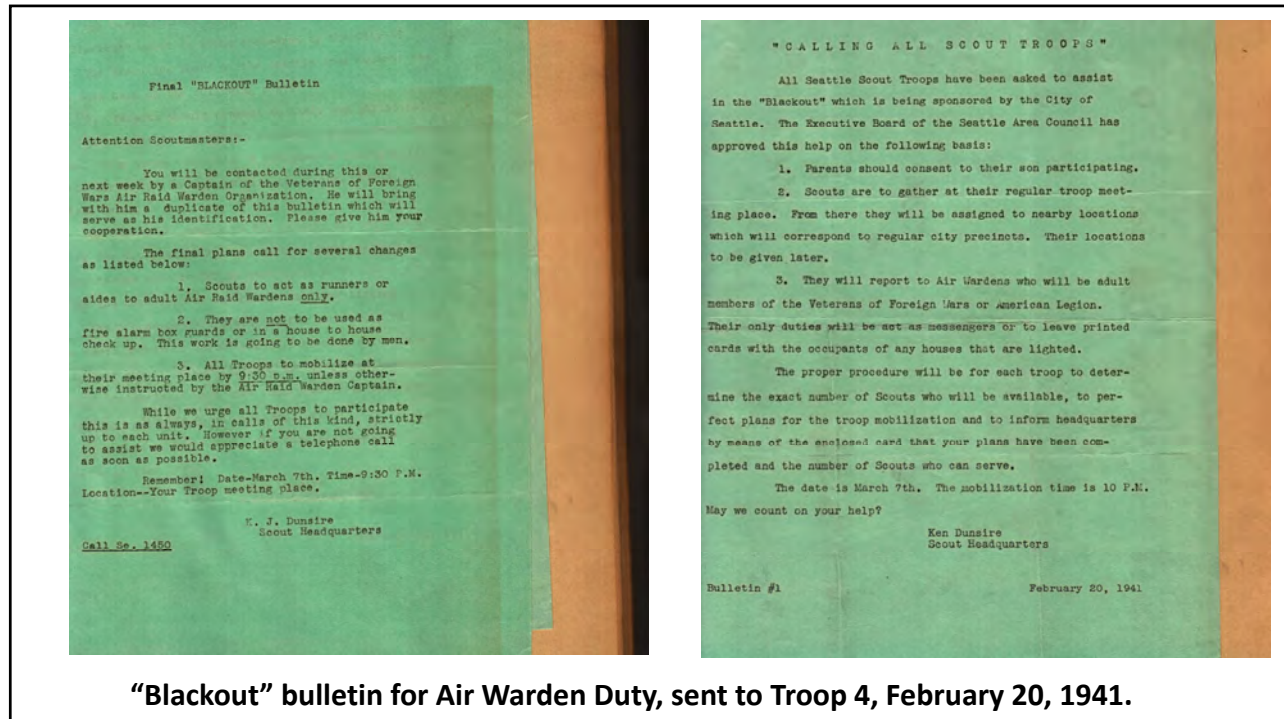 Final "BLACKOUT" Bulletin
Attention Scoutmasters:-
You will be contacted during this or
next week by a Captain of the Veterans of Foreign
Wars Air Raid Warden Organization. He will bring
with him a duplicate of this bulletin which will
serve as his identification. Please give him your
cooperation.
The final plans call for several changes
as listed below:
1. Scouts to act as runners or
aides to adult Air Raid Wardens only.
2. They are not to be used as
fire alarm box guards or in a house to house
check up. This work is going to be done by men.
3. All Troops to mobilize at
their meeting place by 9:30 p.m. unless other-
wise instructed by the Air Raid Warden Captain.
While we urge all Troops to participate
this is as always, in calls of this kind, strictly
up to each unit. However if you are not going
to assist we would appreciate a telephone call
as soon as possible.
Remember! Date-March 7th. Time-9:30 P.M.
Location--Your Troop meeting place.
K. J. Dunsire
Scout Headquarters
Call Se. 1450
"CALLING ALL SCOUT TROOPS"
All Seattle Scout Troops have been asked to assist
in the "Blackout" which is being sponsored by the City of
Seattle. The Executive Board of the Seattle Area Council has
approved this help on the following basis:
1. Parents should consent to their son participating.
2. Scouts are to gather at their regular troop meet-
ing place. From there they will be assigned to nearby locations
which will correspond to regular city precincts. Their locations
to be given later.
3. They will report to Air Wardens who will be adult
members of the Veterans of Foreign Wars or American Legion.
Their only duties will be act as messengers or to leave printed
cards with the occupants of any houses that are lighted.
The proper procedure will be for each troop to deter-
mine the exact number of Scouts who will be available, to per-
fect plans for the troop mobilization and to inform headquarters
by means of the enclosed card that your plans have been com-
pleted and the number of Scouts who can serve.
The date is March 7th. The mobilization time is 10 P.M.
May we count on your help?
Ken Dunsire
Scout Headquarters
Bulletin #1 February 20, 1941
“Blackout” bulletin for Air Warden Duty, sent to Troop 4, February 20, 1941.